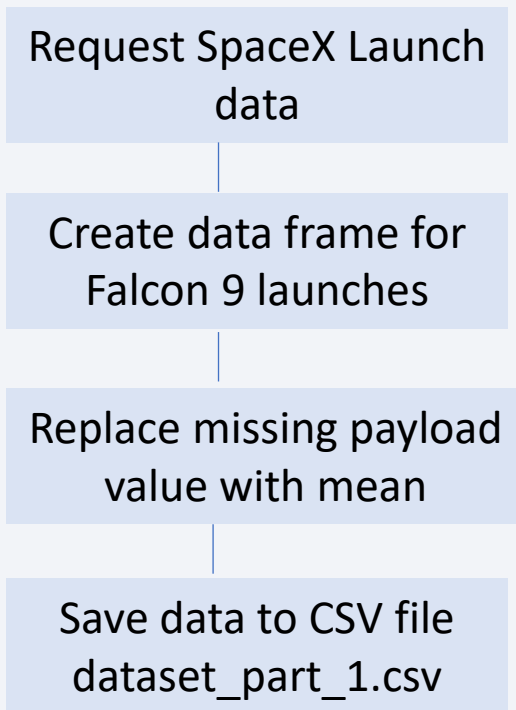 Request SpaceX Launch
data
Create data frame for
Falcon 9 launches
Replace missing payload
value with mean
Save data to CSV file
dataset_part_1.csv